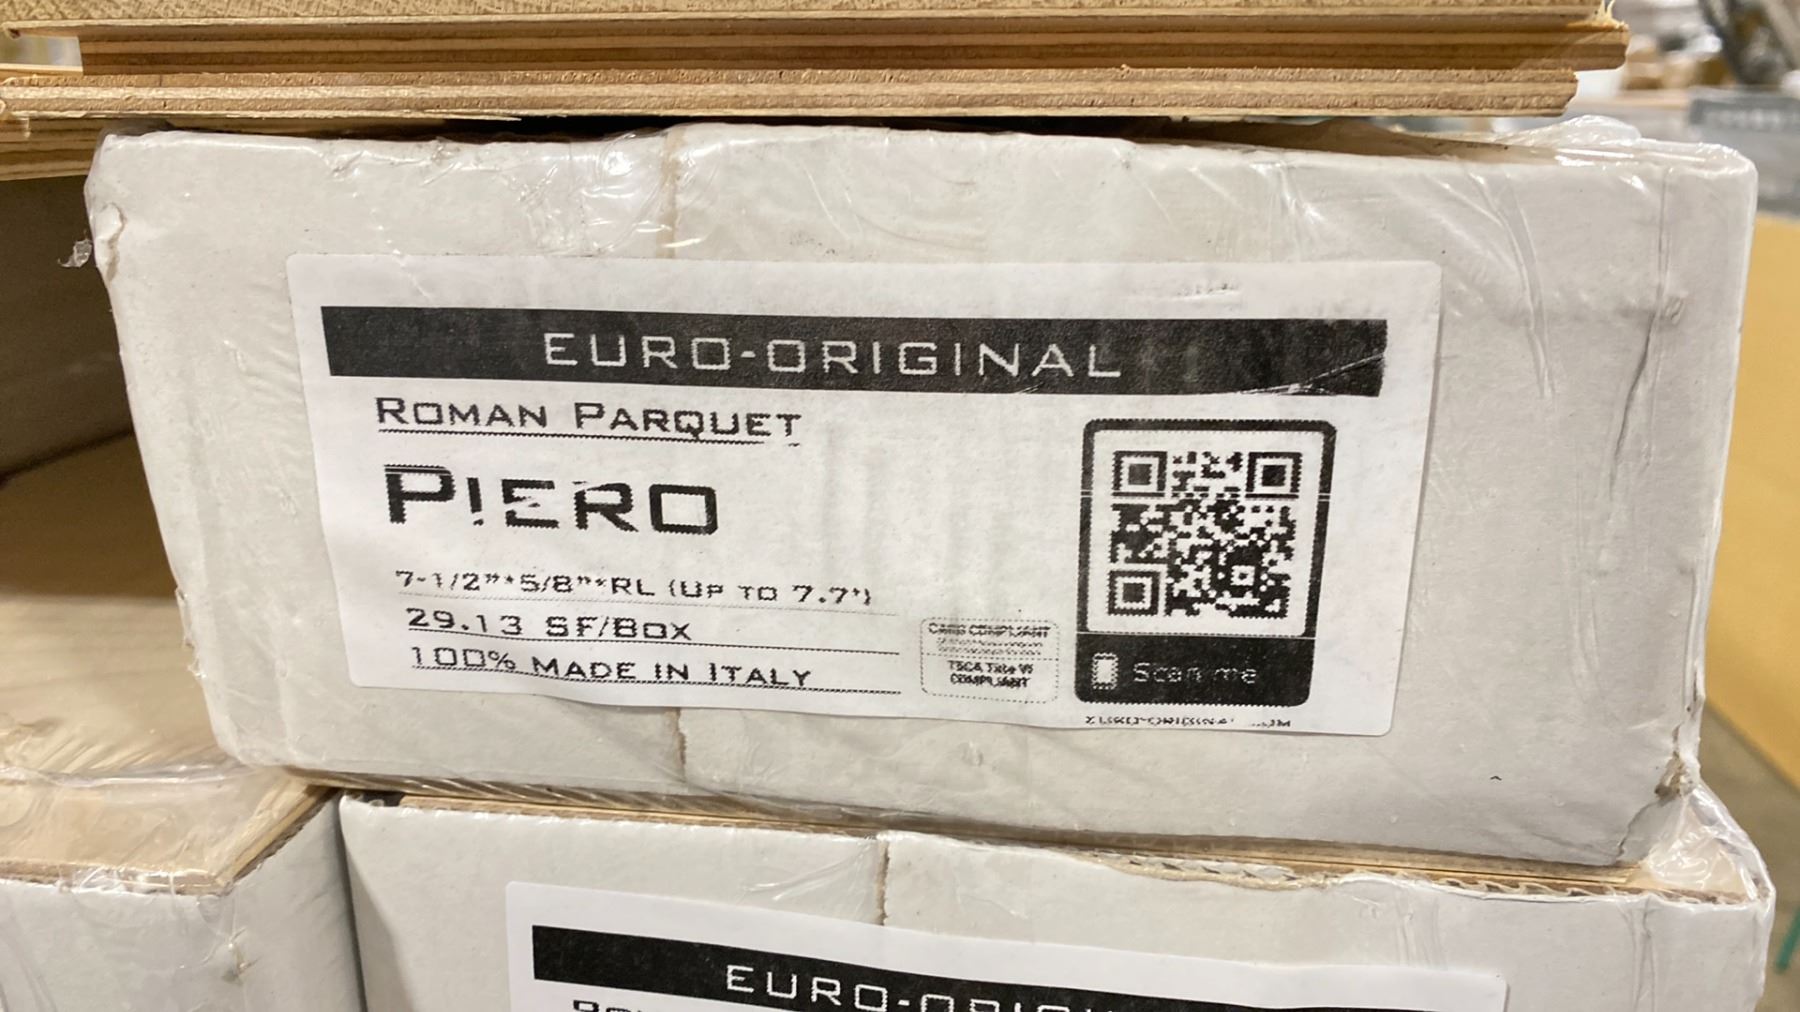 EURO-ORIGINAL
ROMAN PARQUET
PIERO
7-1/2"*5/8"*RL (UP TO 7.7')
29.13 SF/BOX
100% MADE IN ITALY
CARB COMPLIANT
TSCA Title VI
COMPLIANT
Scan me
EURO-